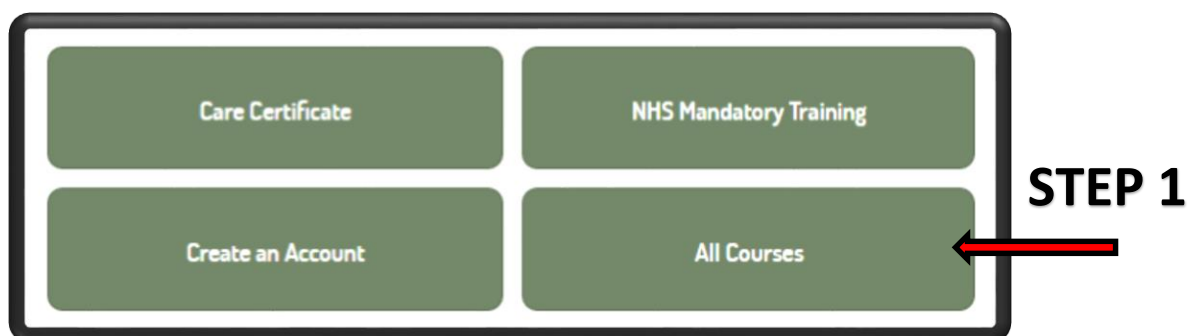 Care Certificate
NHS Mandatory Training
STEP 1
Create an Account
All Courses